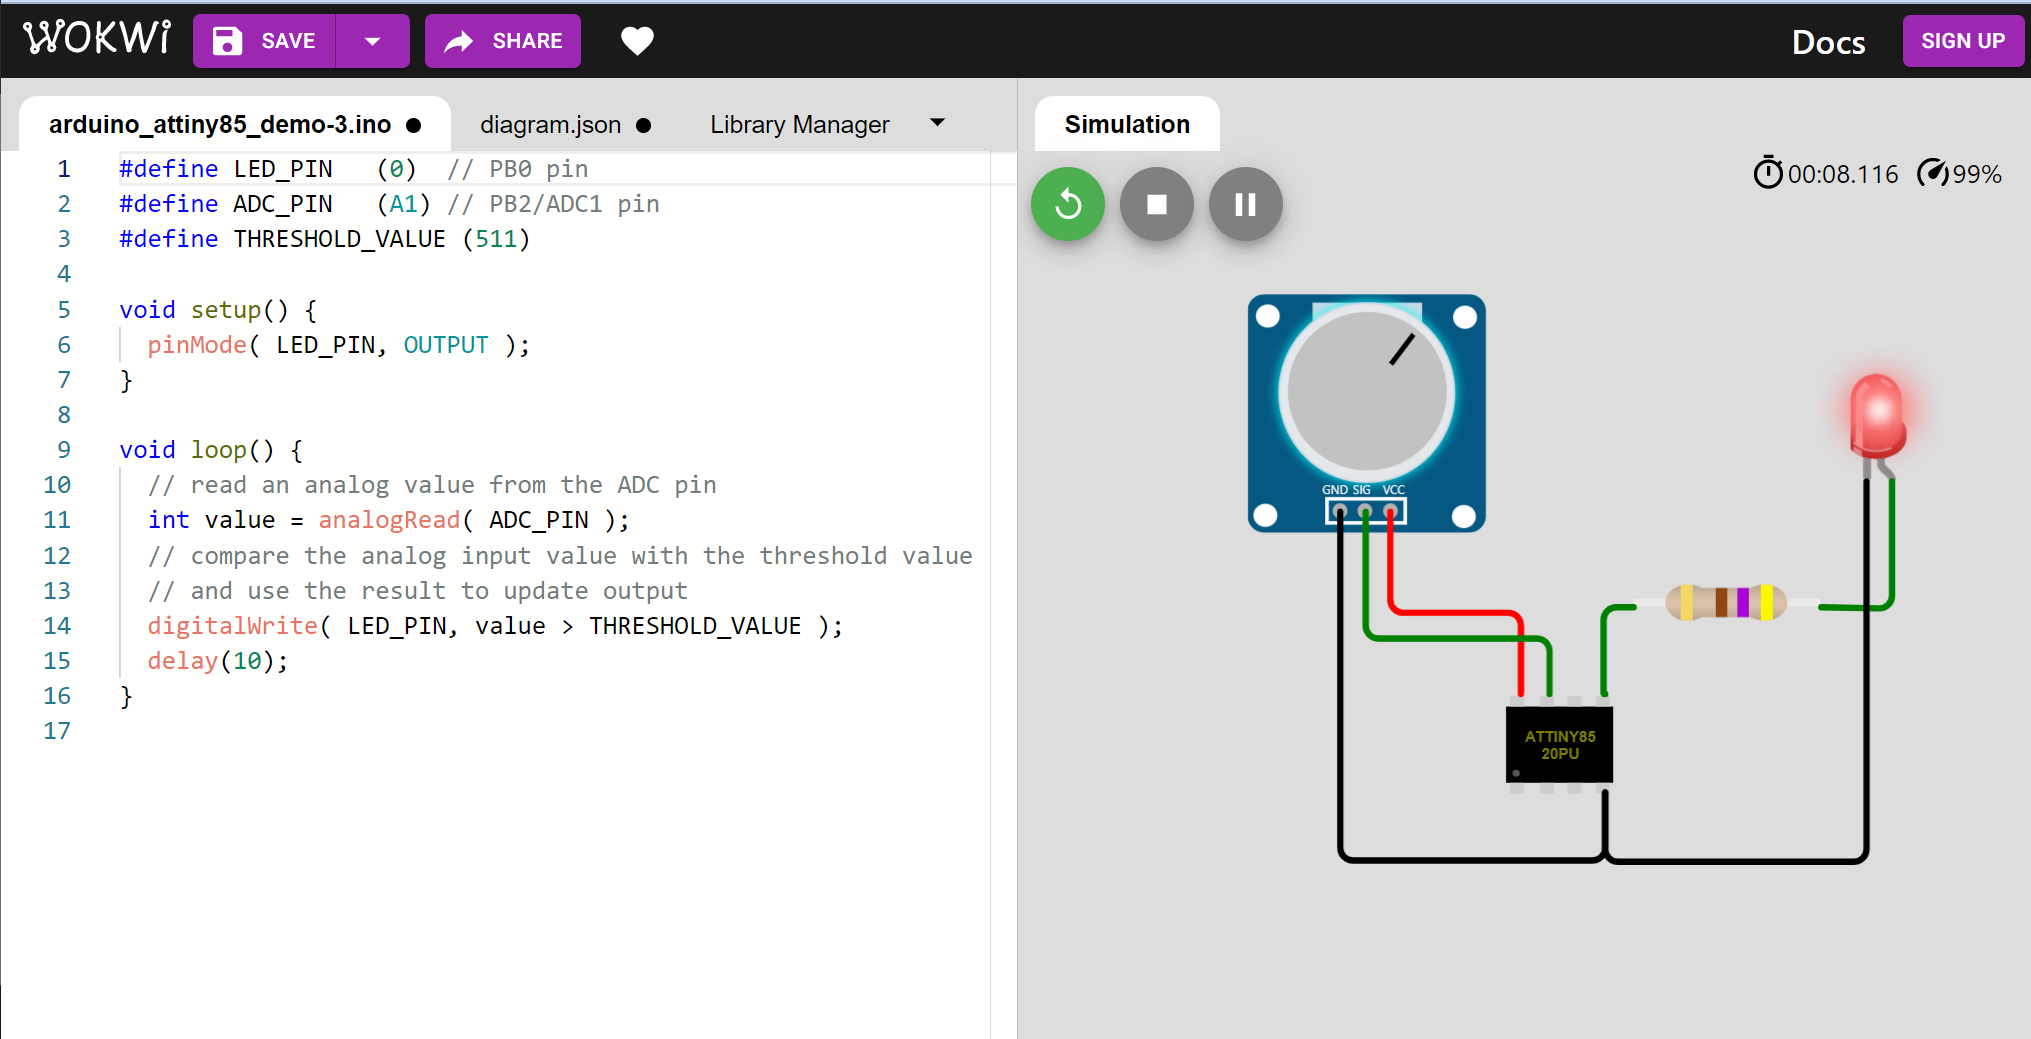 WOKWi SAVE SHARE Docs SIGN UP
arduino_attiny85_demo-3.ino ● diagram.json ● Library Manager
Simulation
00:08.116 99%
1 #define LED_PIN   (0)  // PB0 pin
2 #define ADC_PIN   (A1) // PB2/ADC1 pin
3 #define THRESHOLD_VALUE (511)
4
5 void setup() {
6   pinMode( LED_PIN, OUTPUT );
7 }
8
9 void loop() {
10   // read an analog value from the ADC pin
11   int value = analogRead( ADC_PIN );
12   // compare the analog input value with the threshold value
13   // and use the result to update output
14   digitalWrite( LED_PIN, value > THRESHOLD_VALUE );
15   delay(10);
16 }
17
GND SIG VCC
ATTINY85
20PU